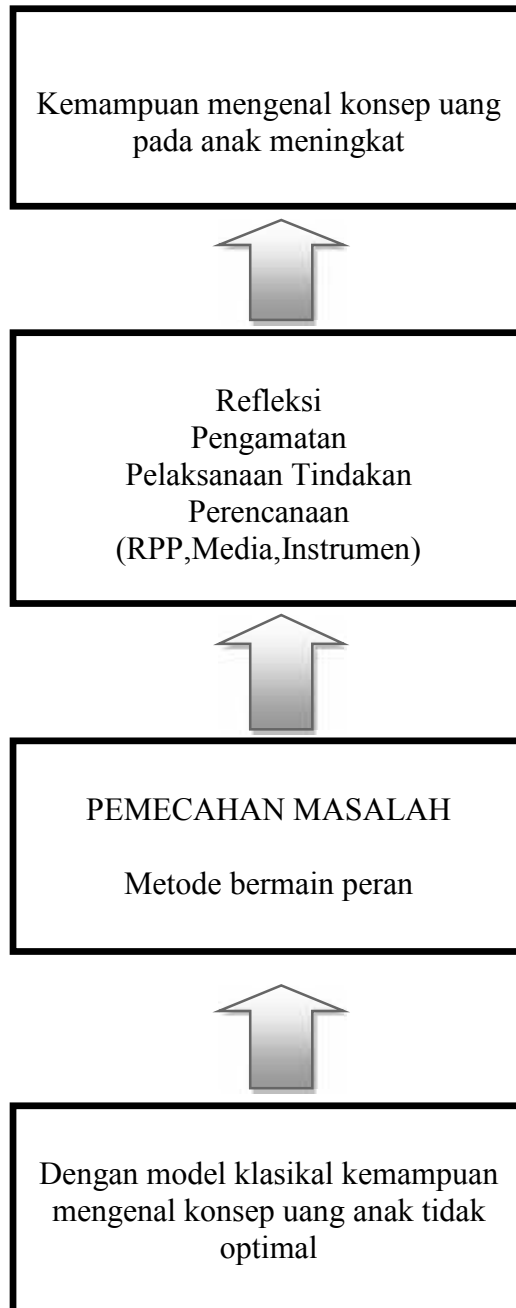 Kemampuan mengenal konsep uang
pada anak meningkat
Refleksi
Pengamatan
Pelaksanaan Tindakan
Perencanaan
(RPP,Media,Instrumen)
PEMECAHAN MASALAH
Metode bermain peran
Dengan model klasikal kemampuan
mengenal konsep uang anak tidak
optimal